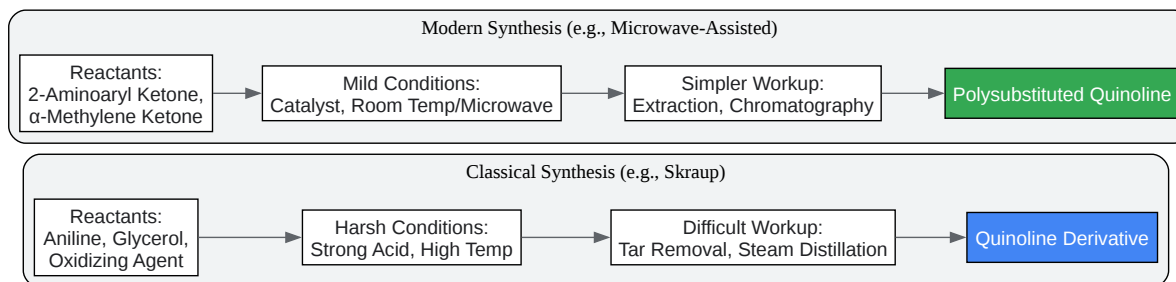 Modern Synthesis (e.g., Microwave-Assisted)
Reactants:
2-Aminoaryl Ketone,
α-Methylene Ketone
Mild Conditions:
Catalyst, Room Temp/Microwave
Simpler Workup:
Extraction, Chromatography
Polysubstituted Quinoline
Classical Synthesis (e.g., Skraup)
Reactants:
Aniline, Glycerol,
Oxidizing Agent
Harsh Conditions:
Strong Acid, High Temp
Difficult Workup:
Tar Removal, Steam Distillation
Quinoline Derivative